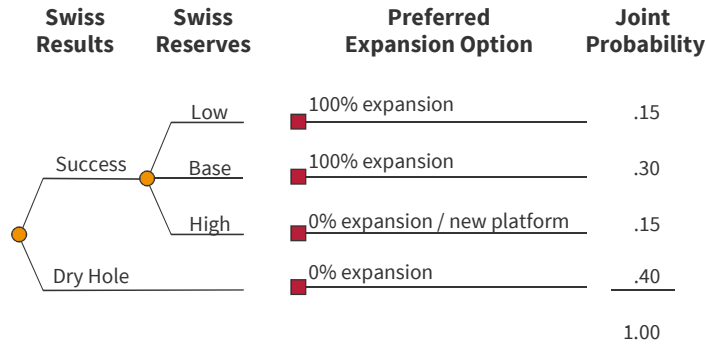 Swiss Results
Swiss Reserves
Preferred Expansion Option
Joint Probability
Low
100% expansion
.15
Success
Base
100% expansion
.30
High
0% expansion / new platform
.15
Dry Hole
0% expansion
.40
1.00